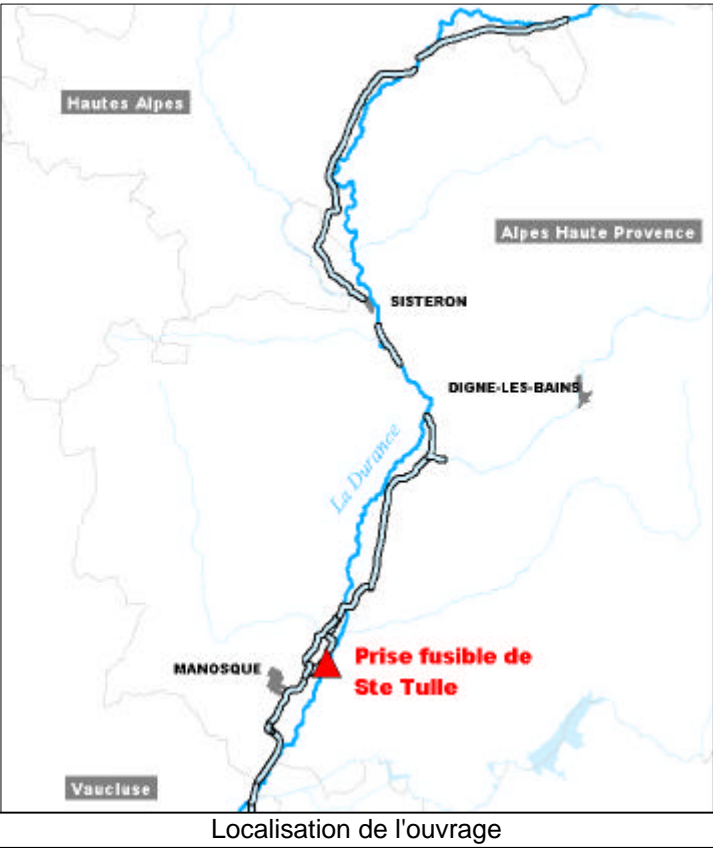 Hautes Alpes
Alpes Haute Provence
SISTERON
DIGNE-LES-BAINS
La Durance
MANOSQUE
Prise fusible de
Ste Tulle
Vaucluse
Localisation de l'ouvrage